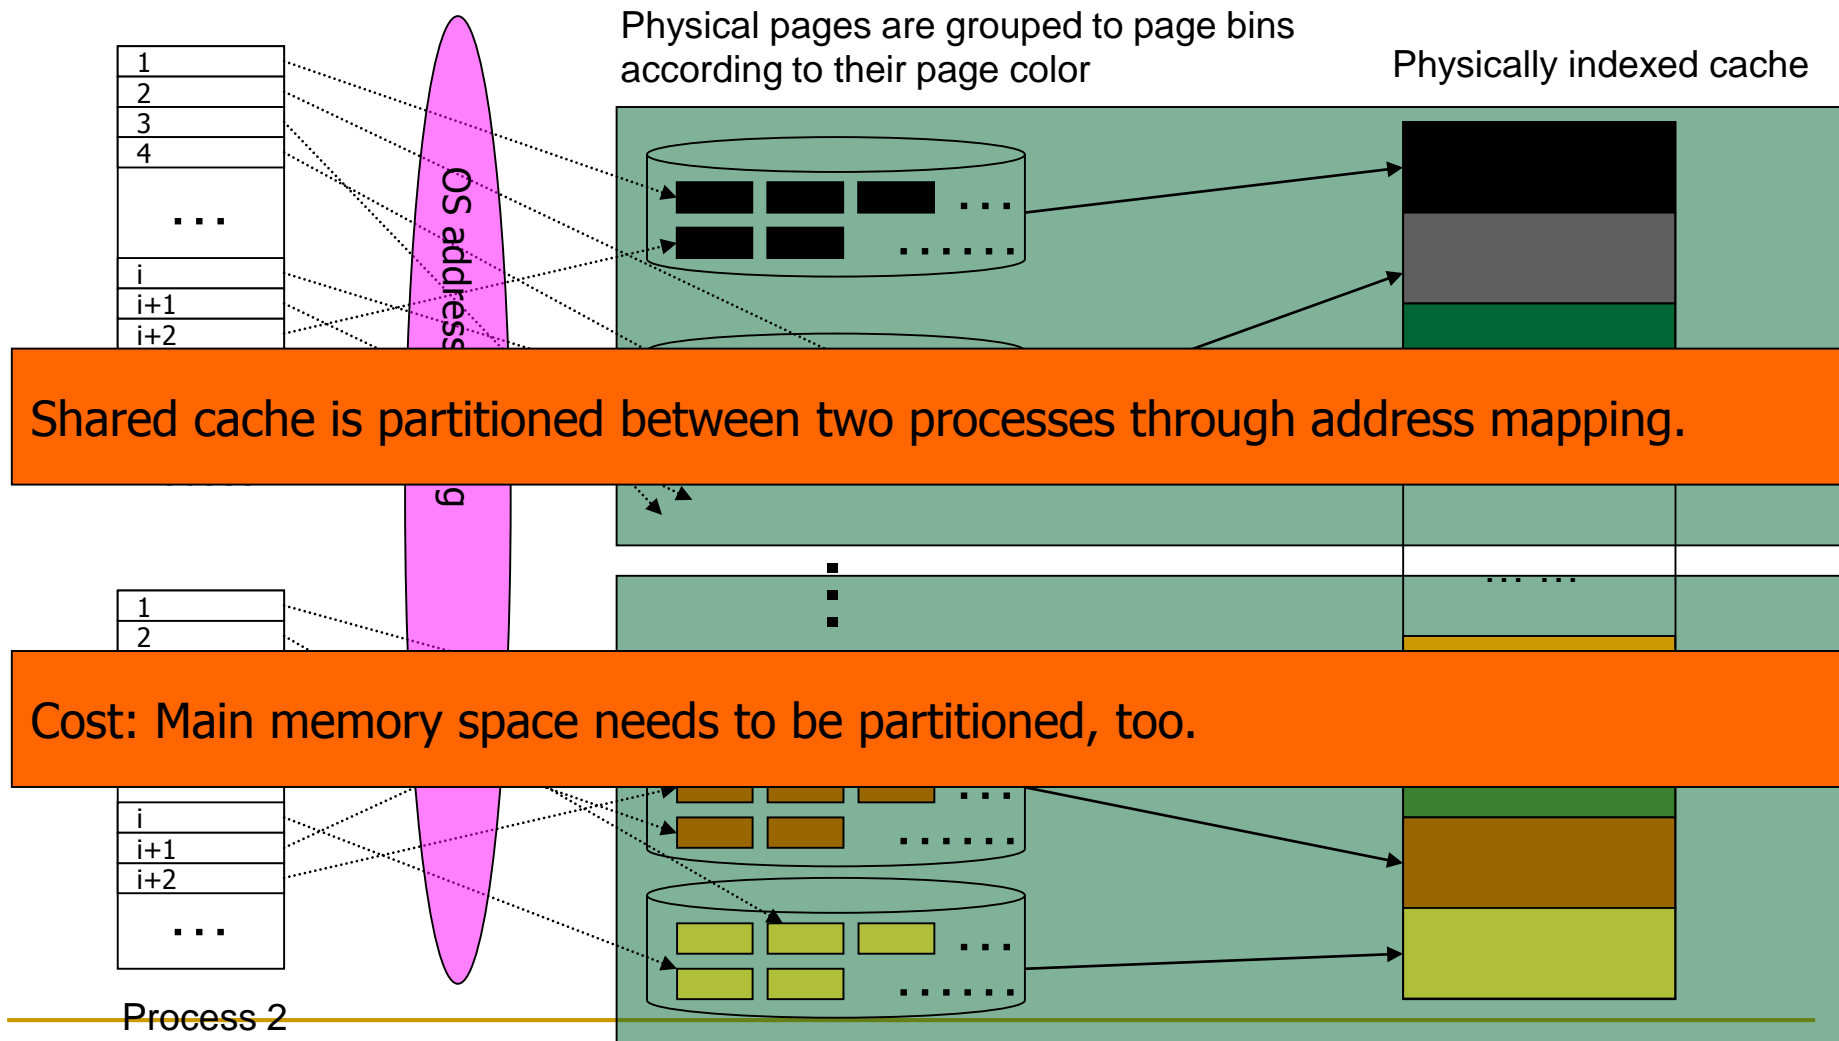 Physical pages are grouped to page bins
according to their page color
Physically indexed cache
1
2
3
4
...
i
i+1
i+2
OS address
g
... 
......
Shared cache is partitioned between two processes through address mapping.
... ...
1
2
Cost: Main memory space needs to be partitioned, too.
i
i+1
i+2
...
...
......
...
......
Process 2